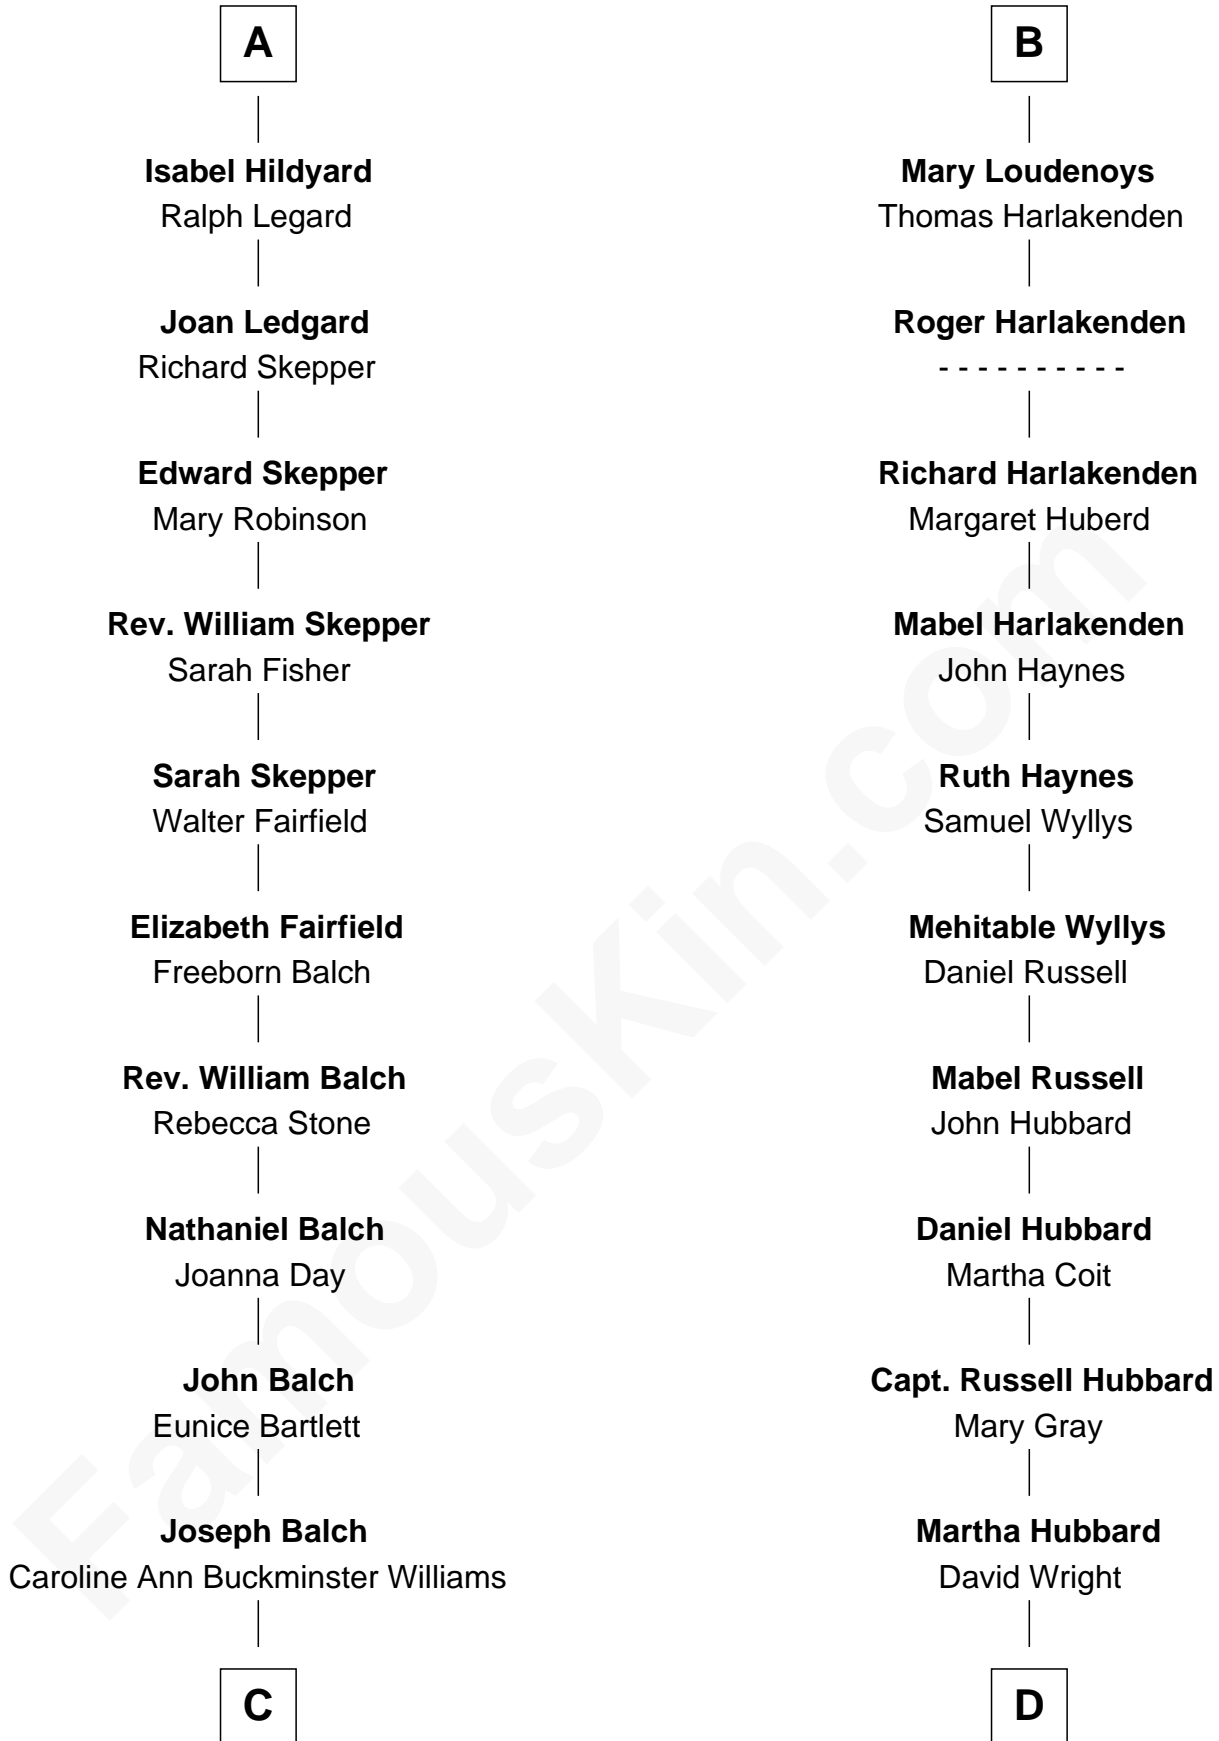 A
Isabel Hildyard
Ralph Legard
Joan Ledgard
Richard Skepper
Edward Skepper
Mary Robinson
Rev. William Skepper
Sarah Fisher
Sarah Skepper
Walter Fairfield
Elizabeth Fairfield
Freeborn Balch
Rev. William Balch
Rebecca Stone
Nathaniel Balch
Joanna Day
John Balch
Eunice Bartlett
Joseph Balch
Caroline Ann Buckminster Williams
C
B
Mary Loudenoys
Thomas Harlakenden
Roger Harlakenden
- - - - - - - - - -
Richard Harlakenden
Margaret Huberd
Mabel Harlakenden
John Haynes
Ruth Haynes
Samuel Wyllys
Mehitable Wyllys
Daniel Russell
Mabel Russell
John Hubbard
Daniel Hubbard
Martha Coit
Capt. Russell Hubbard
Mary Gray
Martha Hubbard
David Wright
D
FamousKin.com